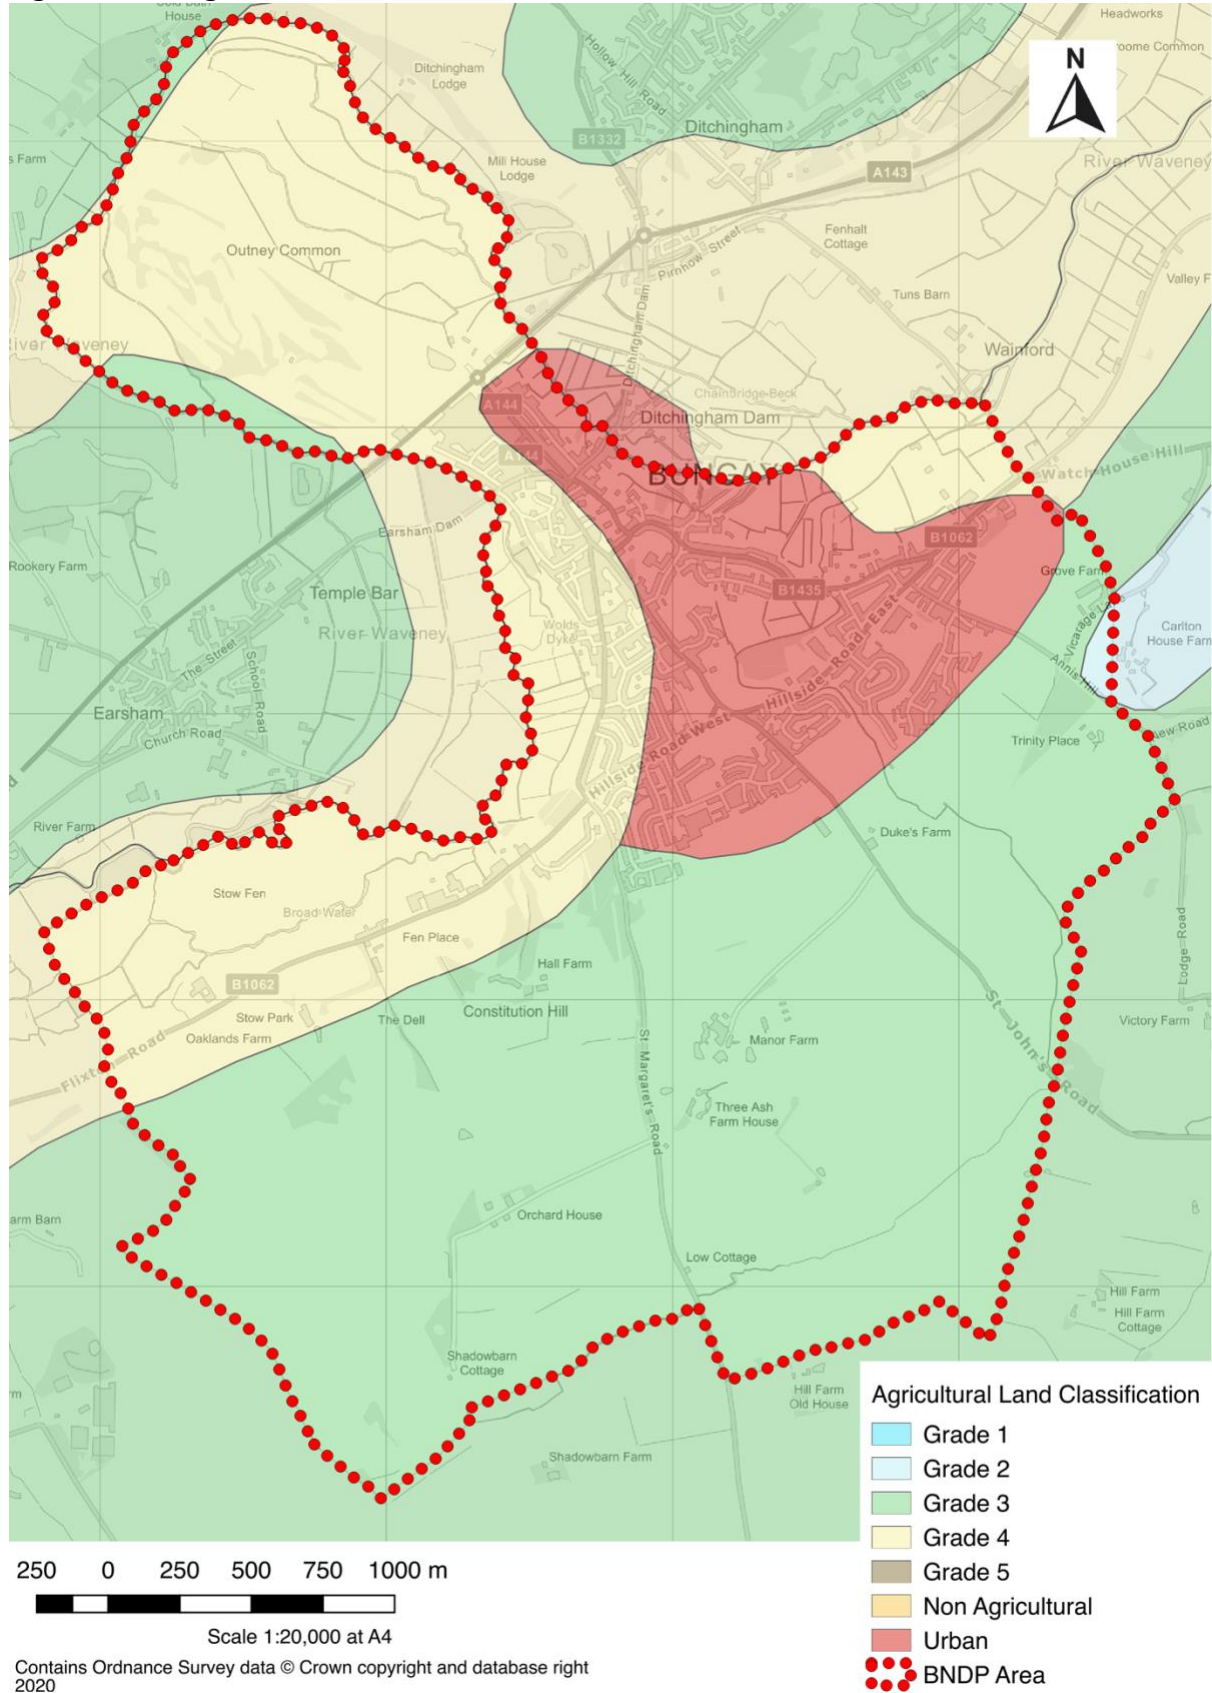 House
Headworks
roome Common
N
Hollow Hill Road
Ditchingham
Lodge
Ditchingham
B1332
s Farm
Mill House
Lodge
A143
River Waveney
Fenhalt
Cottage
Pirnhow Street
Outney Common
Valley F
Tuns Barn
Ditchingham Dam
River Waveney
Wainford
Chainbridge Beck
A144
Ditchingham Dam
A144
BUNGAY
Watch House Hill
Earsham Dam
B1062
Rookery Farm
Grove Farm
Temple Bar
B1435
Vicarage La
Carlton
House Farm
River Waveney
Wolds
Dyke
The Street
School Road
Hillside Road East
Annis Hill
Earsham
Church Road
Hillside Road West
Trinity Place
New Road
River Farm
Duke's Farm
Stow Fen
Broad Water
Fen Place
Lodge Road
Hall Farm
B1062
Constitution Hill
Stow Park
The Dell
Oaklands Farm
Manor Farm
Victory Farm
St. John's Road
Flixton Road
St. Margaret's Road
Three Ash
Farm House
arm Barn
Orchard House
Low Cottage
Hill Farm
Hill Farm
Cottage
Shadowbarn
Cottage
Hill Farm
Old House
Shadowbarn Farm
rm
Agricultural Land Classification
Grade 1
Grade 2
Grade 3
Grade 4
Grade 5
Non Agricultural
Urban
BNDP Area
250 0 250 500 750 1000 m
Scale 1:20,000 at A4
Contains Ordnance Survey data © Crown copyright and database right
2020